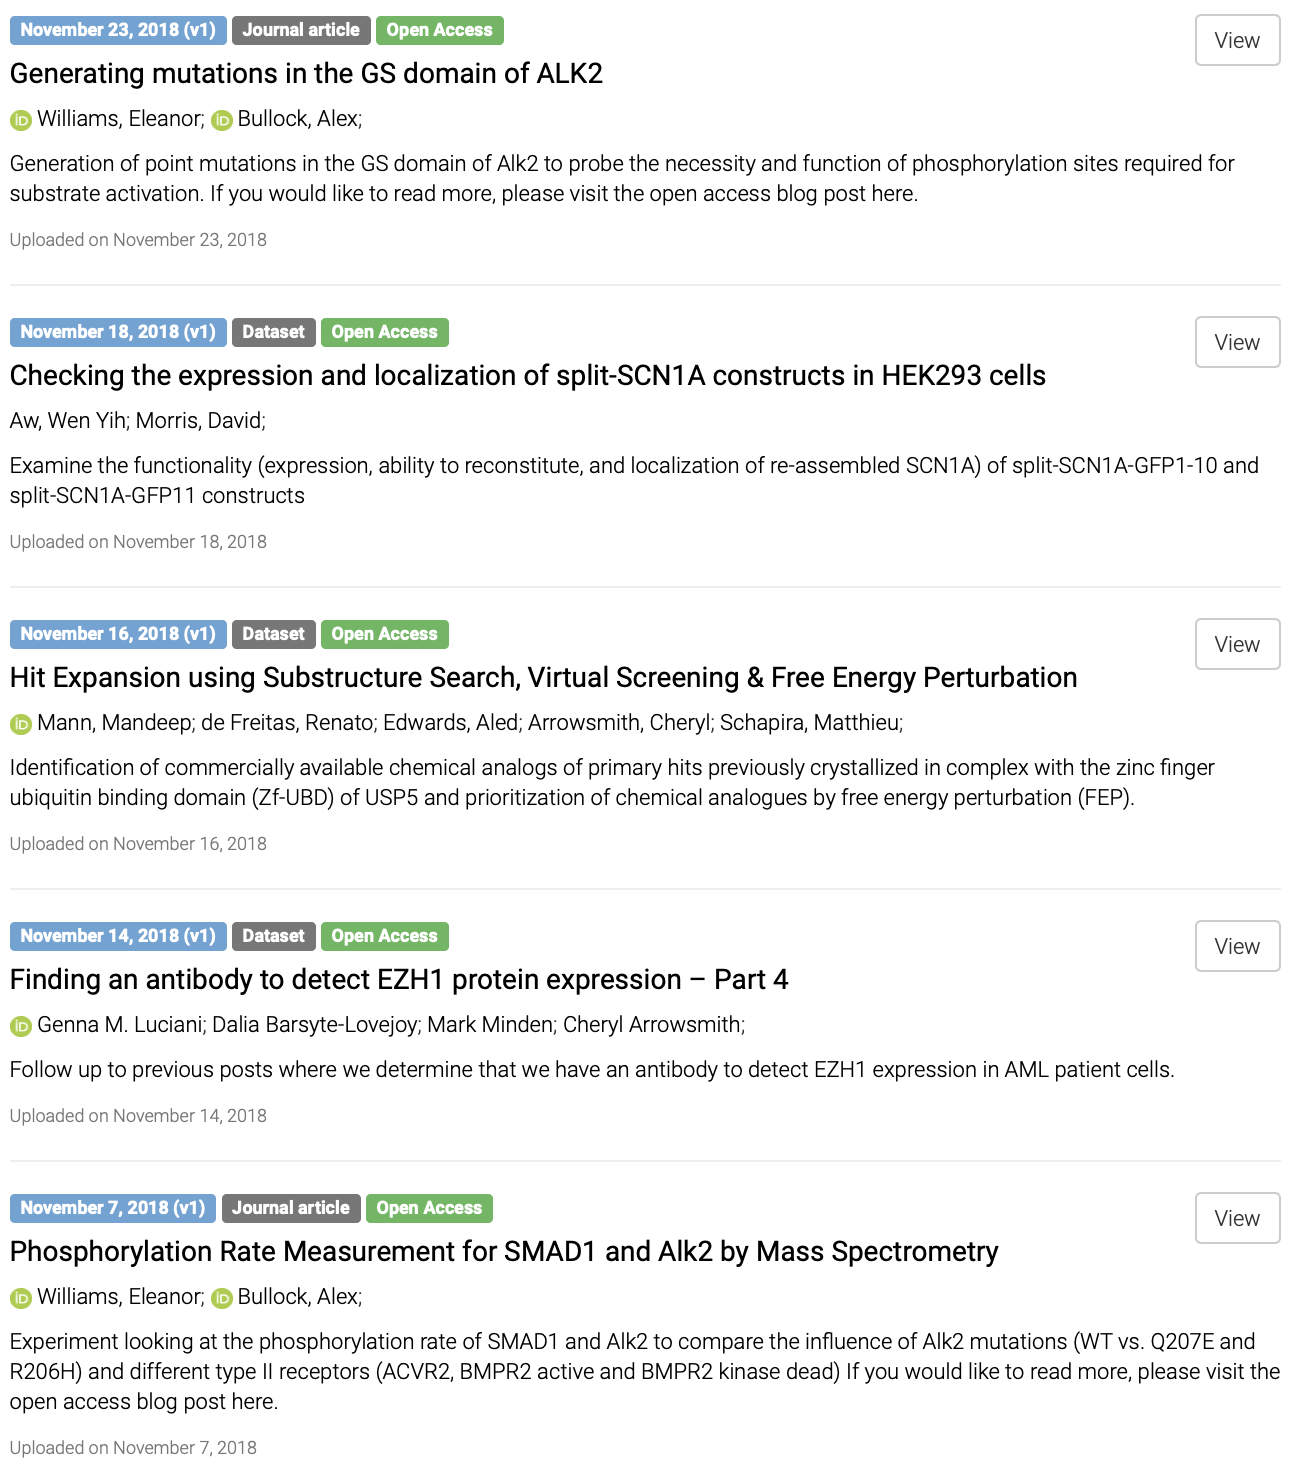 November 23, 2018 (v1) Journal article Open Access View
Generating mutations in the GS domain of ALK2
iD Williams, Eleanor; iD Bullock, Alex;
Generation of point mutations in the GS domain of Alk2 to probe the necessity and function of phosphorylation sites required for
substrate activation. If you would like to read more, please visit the open access blog post here.
Uploaded on November 23, 2018
November 18, 2018 (v1) Dataset Open Access View
Checking the expression and localization of split-SCN1A constructs in HEK293 cells
Aw, Wen Yih; Morris, David;
Examine the functionality (expression, ability to reconstitute, and localization of re-assembled SCN1A) of split-SCN1A-GFP1-10 and
split-SCN1A-GFP11 constructs
Uploaded on November 18, 2018
November 16, 2018 (v1) Dataset Open Access View
Hit Expansion using Substructure Search, Virtual Screening & Free Energy Perturbation
iD Mann, Mandeep; de Freitas, Renato; Edwards, Aled; Arrowsmith, Cheryl; Schapira, Matthieu;
Identification of commercially available chemical analogs of primary hits previously crystallized in complex with the zinc finger
ubiquitin binding domain (Zf-UBD) of USP5 and prioritization of chemical analogues by free energy perturbation (FEP).
Uploaded on November 16, 2018
November 14, 2018 (v1) Dataset Open Access View
Finding an antibody to detect EZH1 protein expression – Part 4
iD Genna M. Luciani; Dalia Barsyte-Lovejoy; Mark Minden; Cheryl Arrowsmith;
Follow up to previous posts where we determine that we have an antibody to detect EZH1 expression in AML patient cells.
Uploaded on November 14, 2018
November 7, 2018 (v1) Journal article Open Access View
Phosphorylation Rate Measurement for SMAD1 and Alk2 by Mass Spectrometry
iD Williams, Eleanor; iD Bullock, Alex;
Experiment looking at the phosphorylation rate of SMAD1 and Alk2 to compare the influence of Alk2 mutations (WT vs. Q207E and
R206H) and different type II receptors (ACVR2, BMPR2 active and BMPR2 kinase dead) If you would like to read more, please visit the
open access blog post here.
Uploaded on November 7, 2018